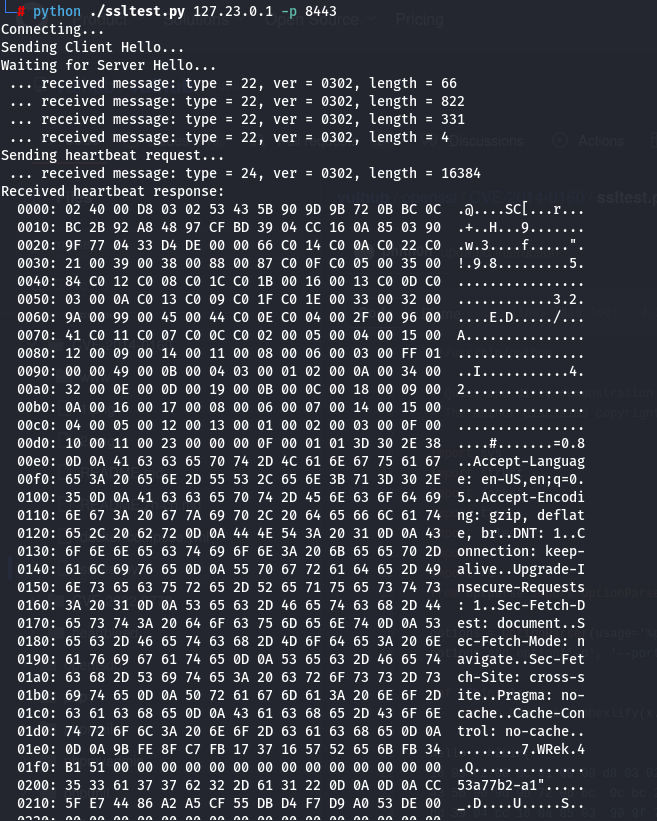 # python ./ssltest.py 127.23.0.1 -p 8443
Connecting...
Sending Client Hello...
Waiting for Server Hello...
... received message: type = 22, ver = 0302, length = 66
... received message: type = 22, ver = 0302, length = 822
... received message: type = 22, ver = 0302, length = 331
... received message: type = 22, ver = 0302, length = 4
Sending heartbeat request...
... received message: type = 24, ver = 0302, length = 16384
Received heartbeat response:
0000: 02 40 00 D8 03 02 53 43 5B 90 9D 9B 72 0B BC 0C .@....SC[...r...
0010: BC 2B 92 A8 48 97 CF BD 39 04 CC 16 0A 85 03 90 .+..H...9.......
0020: 9F 77 04 33 D4 DE 00 00 66 C0 14 C0 0A C0 22 C0 .w.3....f.....".
0030: 21 00 39 00 38 00 88 00 87 C0 0F C0 05 00 35 00 !.9.8.........5.
0040: 84 C0 12 C0 08 C0 1C C0 1B 00 16 00 13 C0 0D C0 ................
0050: 03 00 0A C0 13 C0 09 C0 1F C0 1E 00 33 00 32 00 ............3.2.
0060: 9A 00 99 00 45 00 44 C0 0E C0 04 00 2F 00 96 00 ....E.D...../...
0070: 41 C0 11 C0 07 C0 0C C0 02 00 05 00 04 00 15 00 A...............
0080: 12 00 09 00 14 00 11 00 08 00 06 00 03 00 FF 01 ................
0090: 00 00 49 00 0B 00 04 03 00 01 02 00 0A 00 34 00 ..I...........4.
00a0: 32 00 0E 00 0D 00 19 00 0B 00 0C 00 18 00 09 00 2...............
00b0: 0A 00 16 00 17 00 08 00 06 00 07 00 14 00 15 00 ................
00c0: 04 00 05 00 12 00 13 00 01 00 02 00 03 00 0F 00 ................
00d0: 10 00 11 00 23 00 00 00 0F 00 01 01 3D 30 2E 38 ....#.......=0.8
00e0: 0D 0A 41 63 63 65 70 74 2D 4C 61 6E 67 75 61 67 ..Accept-Languag
00f0: 65 3A 20 65 6E 2D 55 53 2C 65 6E 3B 71 3D 30 2E e: en-US,en;q=0.
0100: 35 0D 0A 41 63 63 65 70 74 2D 45 6E 63 6F 64 69 5..Accept-Encodi
0110: 6E 67 3A 20 67 7A 69 70 2C 20 64 65 66 6C 61 74 ng: gzip, deflat
0120: 65 2C 20 62 72 0D 0A 44 4E 54 3A 20 31 0D 0A 43 e, br..DNT: 1..C
0130: 6F 6E 6E 65 63 74 69 6F 6E 3A 20 6B 65 65 70 2D onnection: keep-
0140: 61 6C 69 76 65 0D 0A 55 70 67 72 61 64 65 2D 49 alive..Upgrade-I
0150: 6E 73 65 63 75 72 65 2D 52 65 71 75 65 73 74 73 nsecure-Requests
0160: 3A 20 31 0D 0A 53 65 63 2D 46 65 74 63 68 2D 44 : 1..Sec-Fetch-D
0170: 65 73 74 3A 20 64 6F 63 75 6D 65 6E 74 0D 0A 53 est: document..S
0180: 65 63 2D 46 65 74 63 68 2D 4D 6F 64 65 3A 20 6E ec-Fetch-Mode: n
0190: 61 76 69 67 61 74 65 0D 0A 53 65 63 2D 46 65 74 avigate..Sec-Fet
01a0: 63 68 2D 53 69 74 65 3A 20 63 72 6F 73 73 2D 73 ch-Site: cross-s
01b0: 69 74 65 0D 0A 50 72 61 67 6D 61 3A 20 6E 6F 2D ite..Pragma: no-
01c0: 63 61 63 68 65 0D 0A 43 61 63 68 65 2D 43 6F 6E cache..Cache-Con
01d0: 74 72 6F 6C 3A 20 6E 6F 2D 63 61 63 68 65 0D 0A trol: no-cache..
01e0: 0D 0A 9B FE 8F C7 FB 17 37 16 57 52 65 6B FB 34 ........7.WRek.4
01f0: B1 51 00 00 00 00 00 00 00 00 00 00 00 00 00 00 .Q..............
0200: 35 33 61 37 37 62 32 2D 61 31 22 0D 0A 0D 0A CC 53a77b2-a1".....
0210: 5F E7 44 86 A2 A5 CF 55 DB D4 F7 D9 A0 53 DE 00 _.D....U.....S..